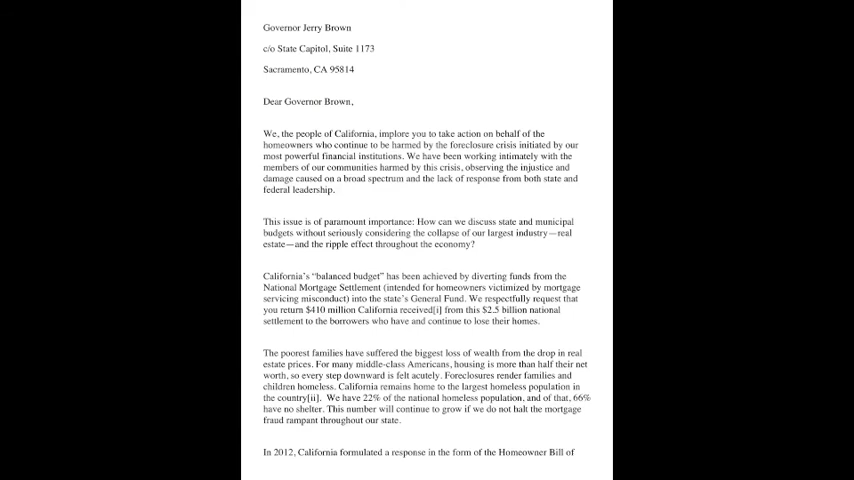 Governor Jerry Brown
c/o State Capitol, Suite 1173
Sacramento, CA 95814
Dear Governor Brown,
We, the people of California, implore you to take action on behalf of the
homeowners who continue to be harmed by the foreclosure crisis initiated by our
most powerful financial institutions. We have been working intimately with the
members of our communities harmed by this crisis, observing the injustice and
damage caused on a broad spectrum and the lack of response from both state and
federal leadership.
This issue is of paramount importance: How can we discuss state and municipal
budgets without seriously considering the collapse of our largest industry—real
estate—and the ripple effect throughout the economy?
California's “balanced budget” has been achieved by diverting funds from the
National Mortgage Settlement (intended for homeowners victimized by mortgage
servicing misconduct) into the state's General Fund. We respectfully request that
you return $410 million California received[i] from this $2.5 billion national
settlement to the borrowers who have and continue to lose their homes.
The poorest families have suffered the biggest loss of wealth from the drop in real
estate prices. For many middle-class Americans, housing is more than half their net
worth, so every step downward is felt acutely. Foreclosures render families and
children homeless. California remains home to the largest homeless population in
the country[ii].  We have 22% of the national homeless population, and of that, 66%
have no shelter. This number will continue to grow if we do not halt the mortgage
fraud rampant throughout our state.
In 2012, California formulated a response in the form of the Homeowner Bill of